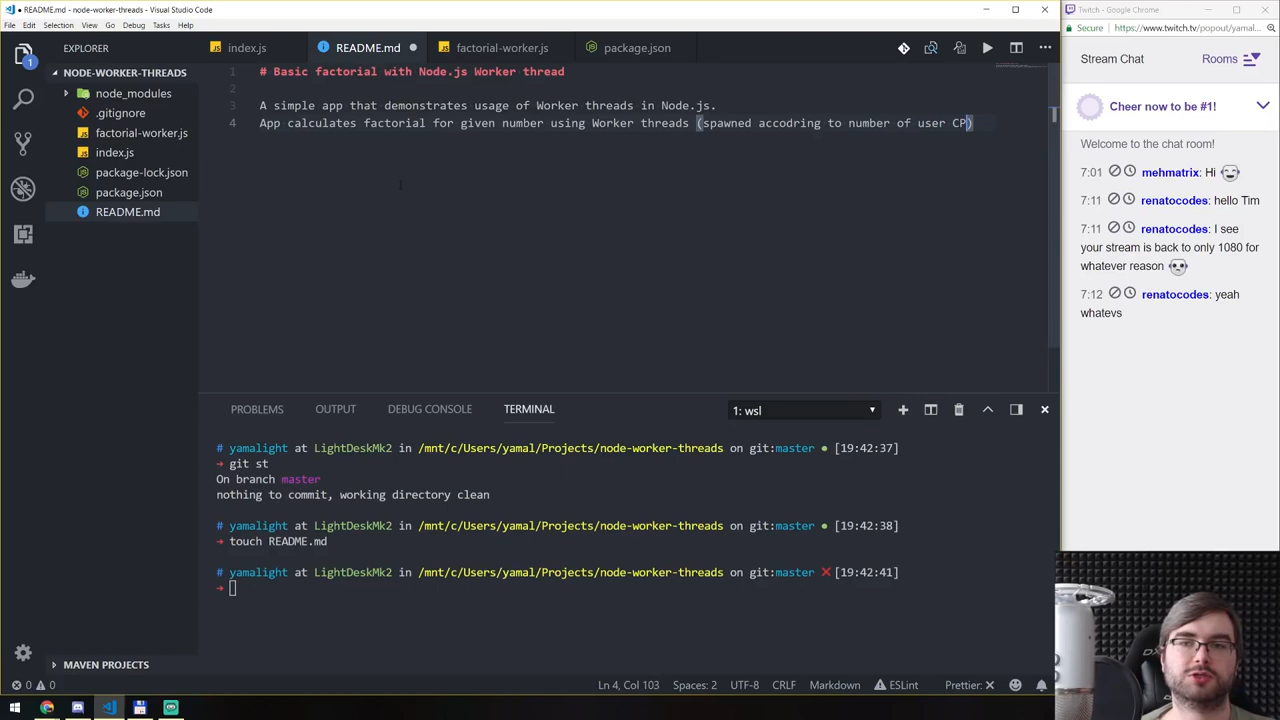 README.md - node-worker-threads - Visual Studio Code
File Edit Selection View Go Debug Tasks Help
EXPLORER
NODE-WORKER-THREADS
node_modules
.gitignore
factorial-worker.js
index.js
package-lock.json
package.json
README.md
MAVEN PROJECTS
1
index.js
README.md
factorial-worker.js
package.json
1 # Basic factorial with Node.js Worker thread
2
3 A simple app that demonstrates usage of Worker threads in Node.js.
4 App calculates factorial for given number using Worker threads (spawned accodring to number of user CP)
PROBLEMS OUTPUT DEBUG CONSOLE TERMINAL
1: wsl
# yamalight at LightDeskMk2 in /mnt/c/Users/yamal/Projects/node-worker-threads on git:master ● [19:42:37]
➜ git st
On branch master
nothing to commit, working directory clean
# yamalight at LightDeskMk2 in /mnt/c/Users/yamal/Projects/node-worker-threads on git:master ● [19:42:38]
➜ touch README.md
# yamalight at LightDeskMk2 in /mnt/c/Users/yamal/Projects/node-worker-threads on git:master ✗ [19:42:41]
➜
0 0
Ln 4, Col 103 Spaces: 2 UTF-8 CRLF Markdown ESLint Prettier: ✕
Twitch - Google Chrome
Secure https://www.twitch.tv/popout/yamal...
Stream Chat Rooms
Cheer now to be #1!
Welcome to the chat room!
7:01 mehmatrix: Hi
7:11 renatocodes: hello Tim
7:11 renatocodes: I see
your stream is back to only 1080 for
whatever reason
7:12 renatocodes: yeah
whatevs